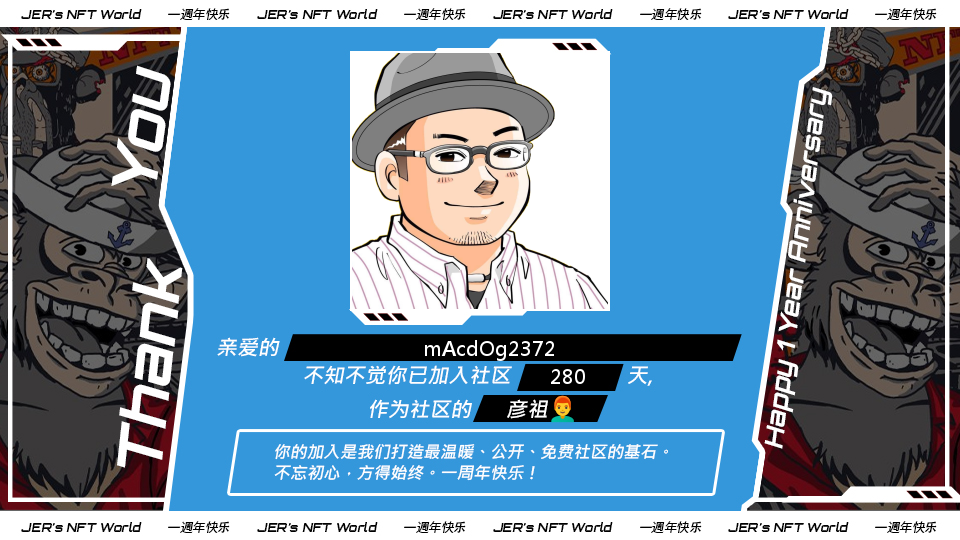 JER's NFT World 一週年快乐 JER's NFT World 一週年快乐 JER's NFT World 一週年快乐 JER's NFT World 一週年快乐
Thank You
亲爱的 mAcdOg2372
不知不觉你已加入社区 280 天,
作为社区的 彦祖👨‍🦰
你的加入是我们打造最温暖、公开、免费社区的基石。
不忘初心，方得始终。一周年快乐！
Happy 1 Year Anniversary
JER's NFT World 一週年快乐 JER's NFT World 一週年快乐 JER's NFT World 一週年快乐 JER's NFT World 一週年快乐